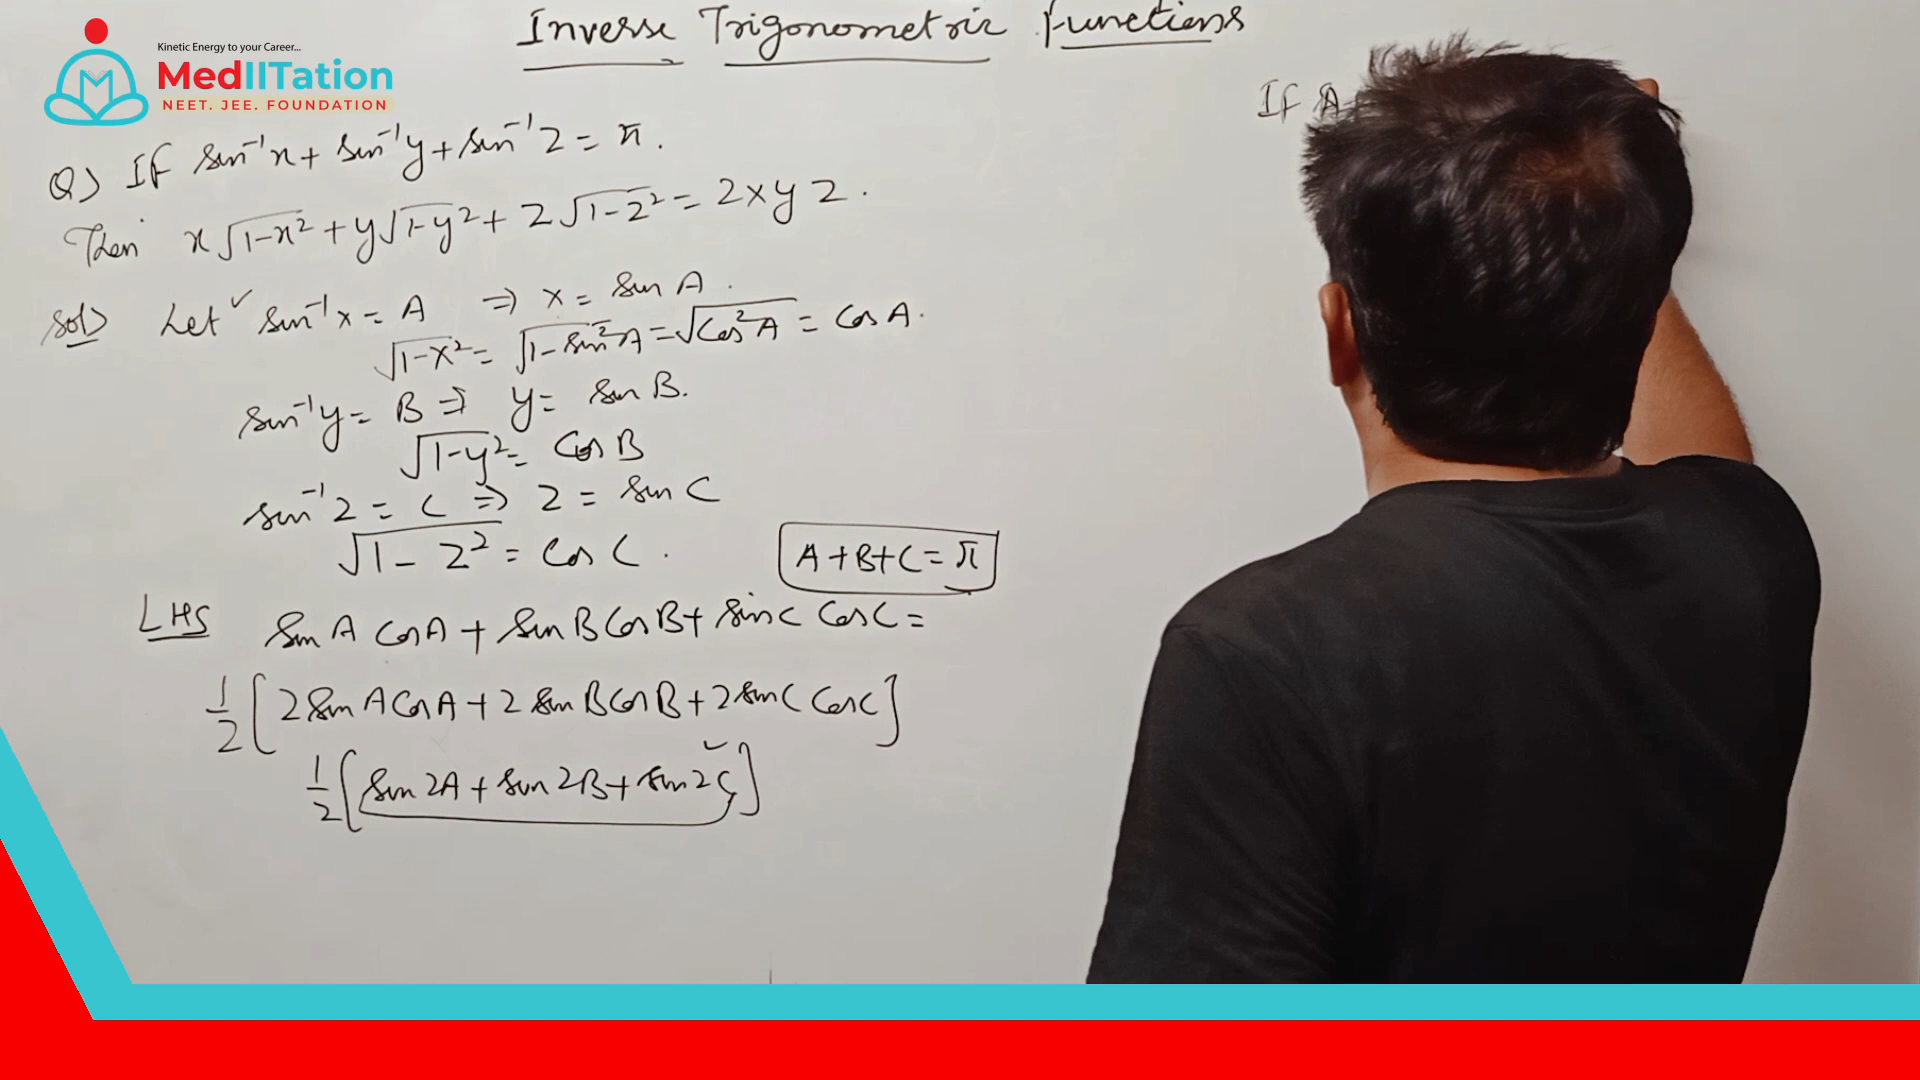 Inverse Trigonometric Functions
Kinetic Energy to your Career...
MedIITation
NEET. JEE. FOUNDATION
Q) If sin⁻¹x + sin⁻¹y + sin⁻¹z = π.
Then x√1-x² + y√1-y² + z√1-z² = 2xyz.
Sol) Let ✓ sin⁻¹x = A ⇒ x = sin A.
√1-x² = √1-sin²A = √cos²A = cos A.
sin⁻¹y = B ⇒ y = sin B.
√1-y² = cos B
sin⁻¹z = C ⇒ z = sin C
√1-z² = cos C.
A+B+C = π
LHS sin A cos A + sin B cos B + sin C cos C =
1/2 [2 sin A cos A + 2 sin B cos B + 2 sin C cos C]
1/2 [sin 2A + sin 2B + sin 2C]
If A